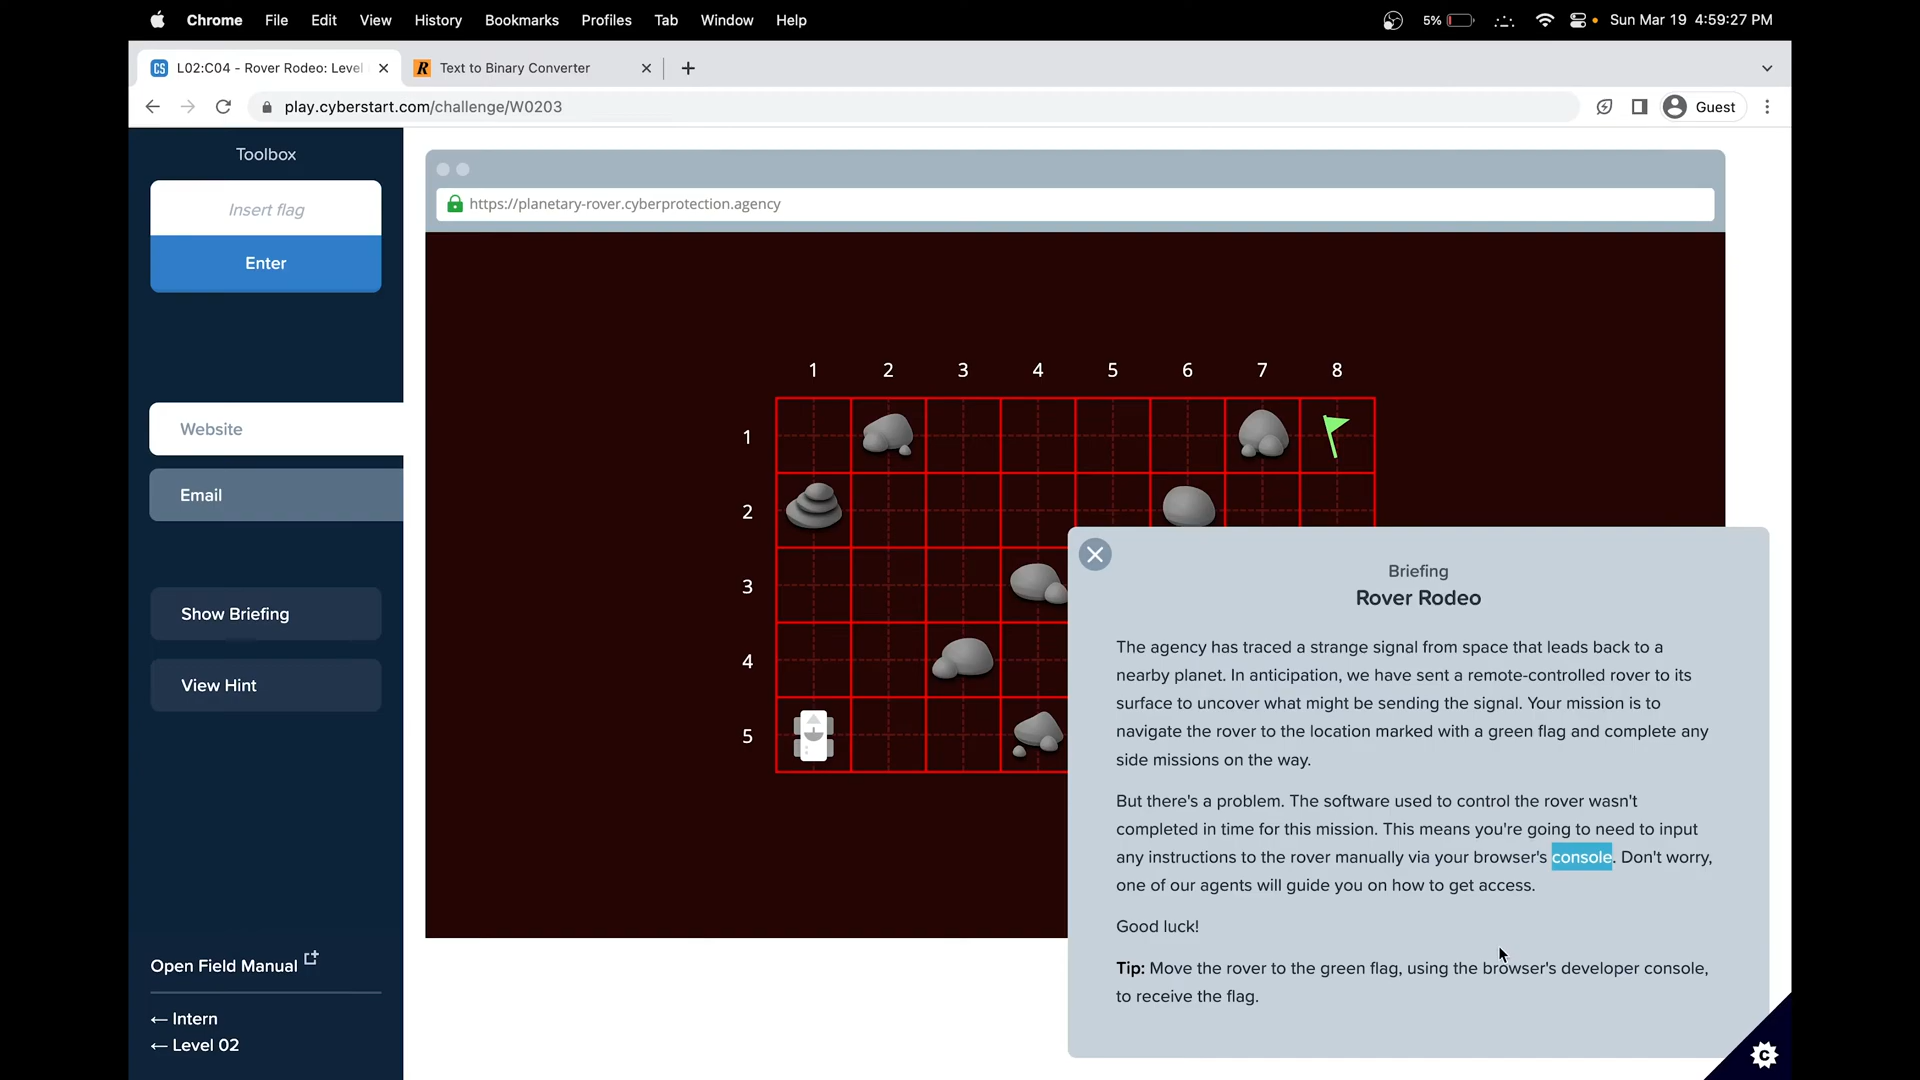 Chrome File Edit View History Bookmarks Profiles Tab Window Help 5% Sun Mar 19 4:59:27 PM
CS L02:C04 - Rover Rodeo: Level R Text to Binary Converter
play.cyberstart.com/challenge/W0203 Guest
Toolbox
Insert flag
Enter
Website
Email
Show Briefing
View Hint
Open Field Manual
← Intern
← Level 02
https://planetary-rover.cyberprotection.agency
1 2 3 4 5 6 7 8
1
2
3
4
5
Briefing
Rover Rodeo
The agency has traced a strange signal from space that leads back to a
nearby planet. In anticipation, we have sent a remote-controlled rover to its
surface to uncover what might be sending the signal. Your mission is to
navigate the rover to the location marked with a green flag and complete any
side missions on the way.
But there's a problem. The software used to control the rover wasn't
completed in time for this mission. This means you're going to need to input
any instructions to the rover manually via your browser's console. Don't worry,
one of our agents will guide you on how to get access.
Good luck!
Tip: Move the rover to the green flag, using the browser's developer console,
to receive the flag.
C